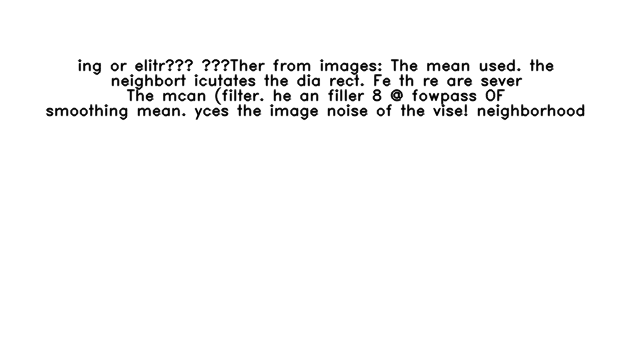 ing or elitr??? ???Ther from images: The mean used. the
neighbort icutates the dia rect. Fe th re are sever
The mcan (filter. he an filler 8 @ fowpass OF
smoothing mean. yces the image noise of the vise! neighborhood